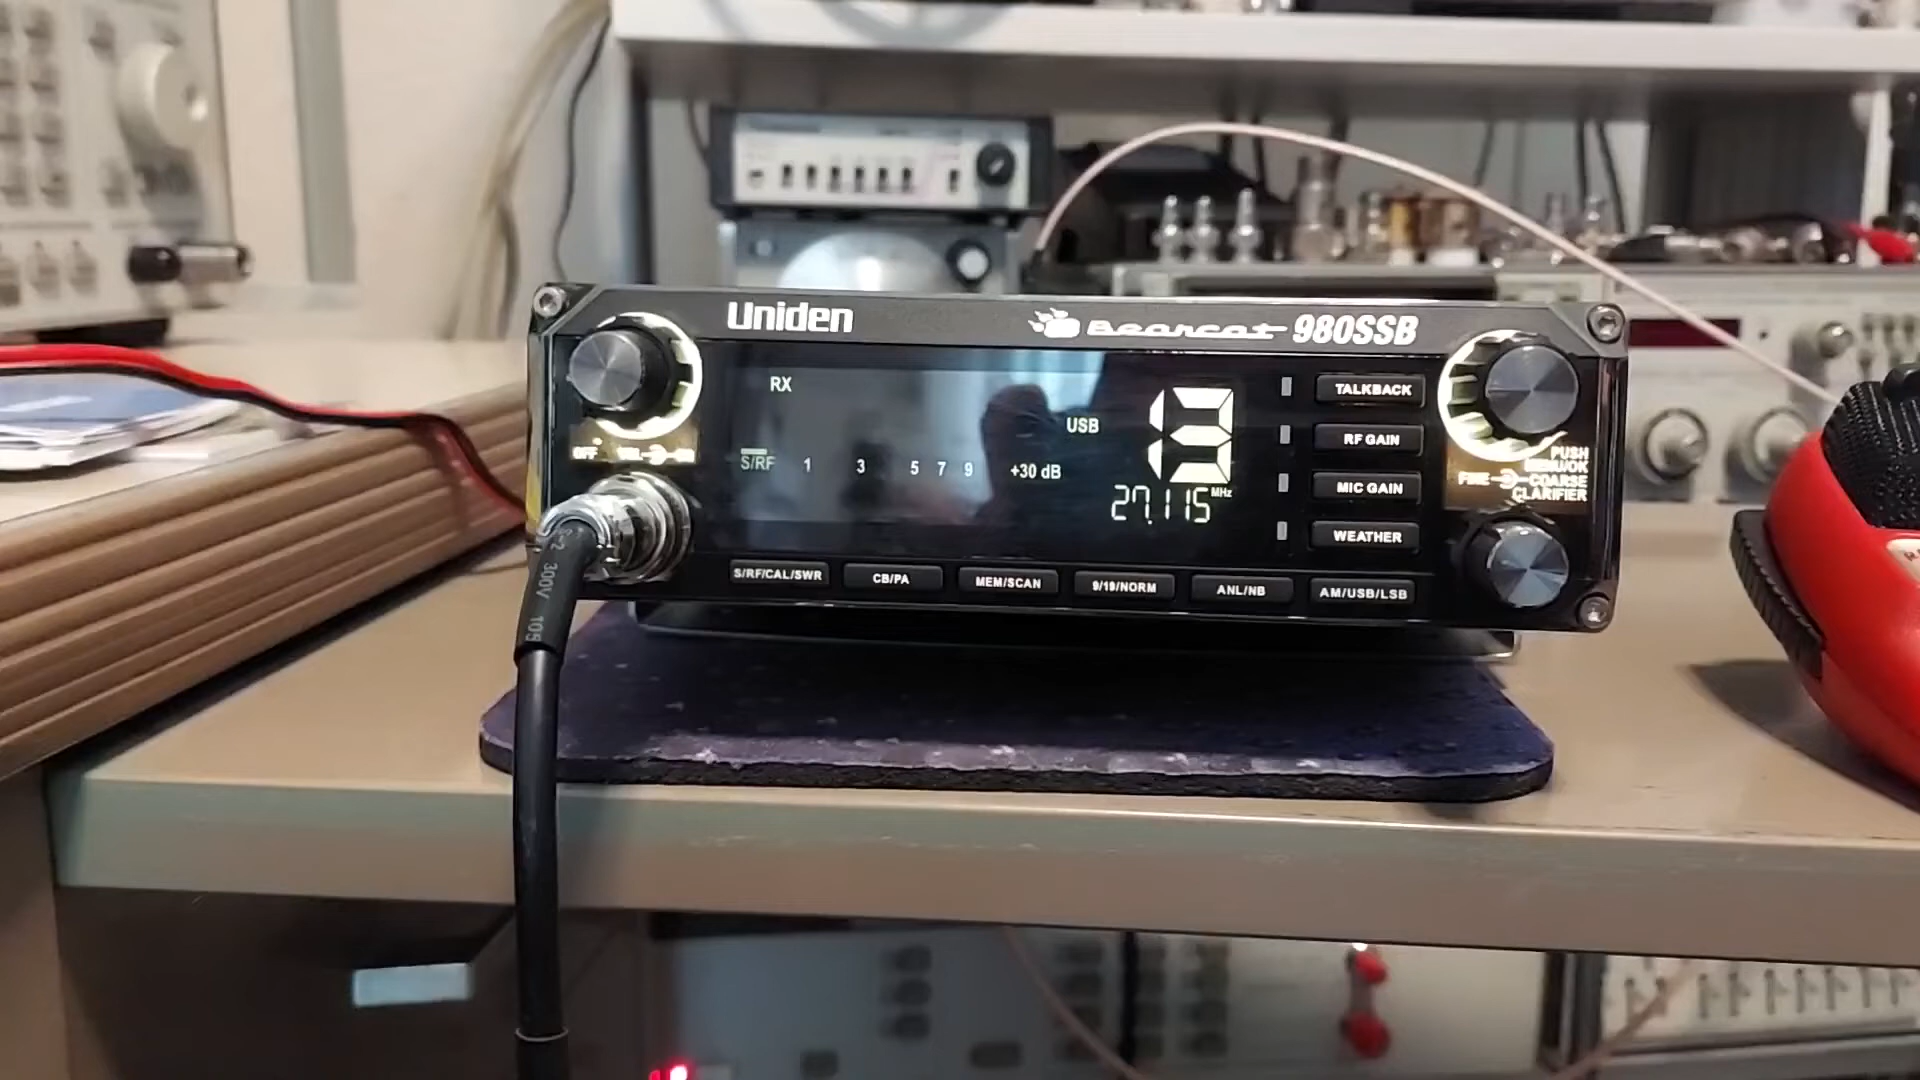 Uniden
Bearcat 980SSB
RX
USB
13
S/RF 1 3 5 7 9 +30 dB
27.115 MHz
TALKBACK
RF GAIN
MIC GAIN
WEATHER
OFF VOL
PUSH
MENU/OK
FINE COARSE
CLARIFIER
S/RF/CAL/SWR
CB/PA
MEM/SCAN
9/19/NORM
ANL/NB
AM/USB/LSB
300V 105